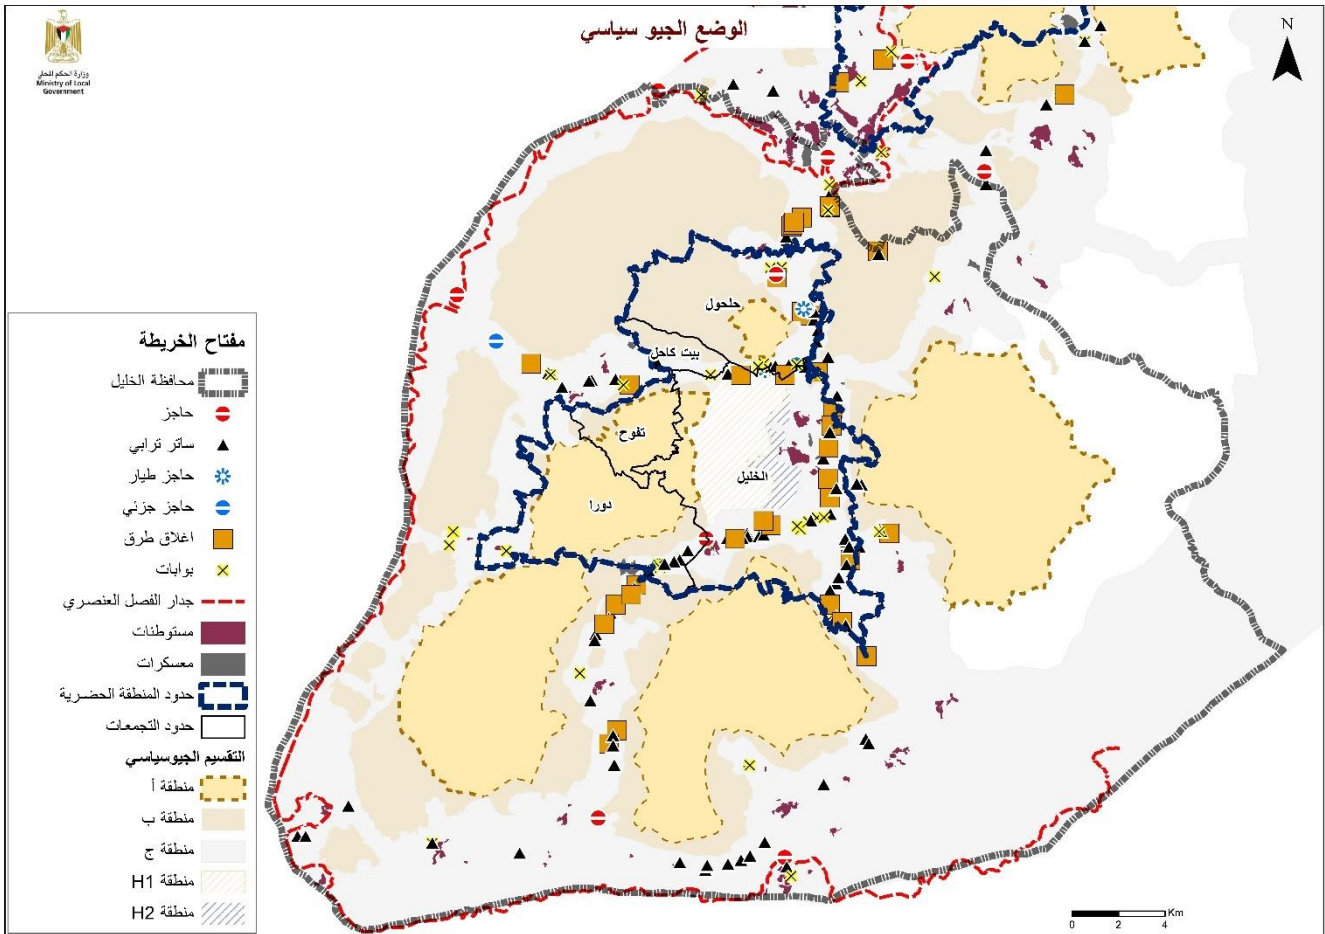 الوضع الجيو سياسي
وزارة الحكم المحلي
Ministry of Local
Government
N
حلحول
بيت كاحل
تفوح
الخليل
دورا
مفتاح الخريطة
محافظة الخليل
حاجز
ساتر ترابي
حاجز طيار
حاجز جزئي
اغلاق طرق
بوابات
جدار الفصل العنصري
مستوطنات
معسكرات
حدود المنطقة الحضرية
حدود التجمعات
التقسيم الجيوسياسي
منطقة أ
منطقة ب
منطقة ج
منطقة H1
منطقة H2
0 2 4 Km